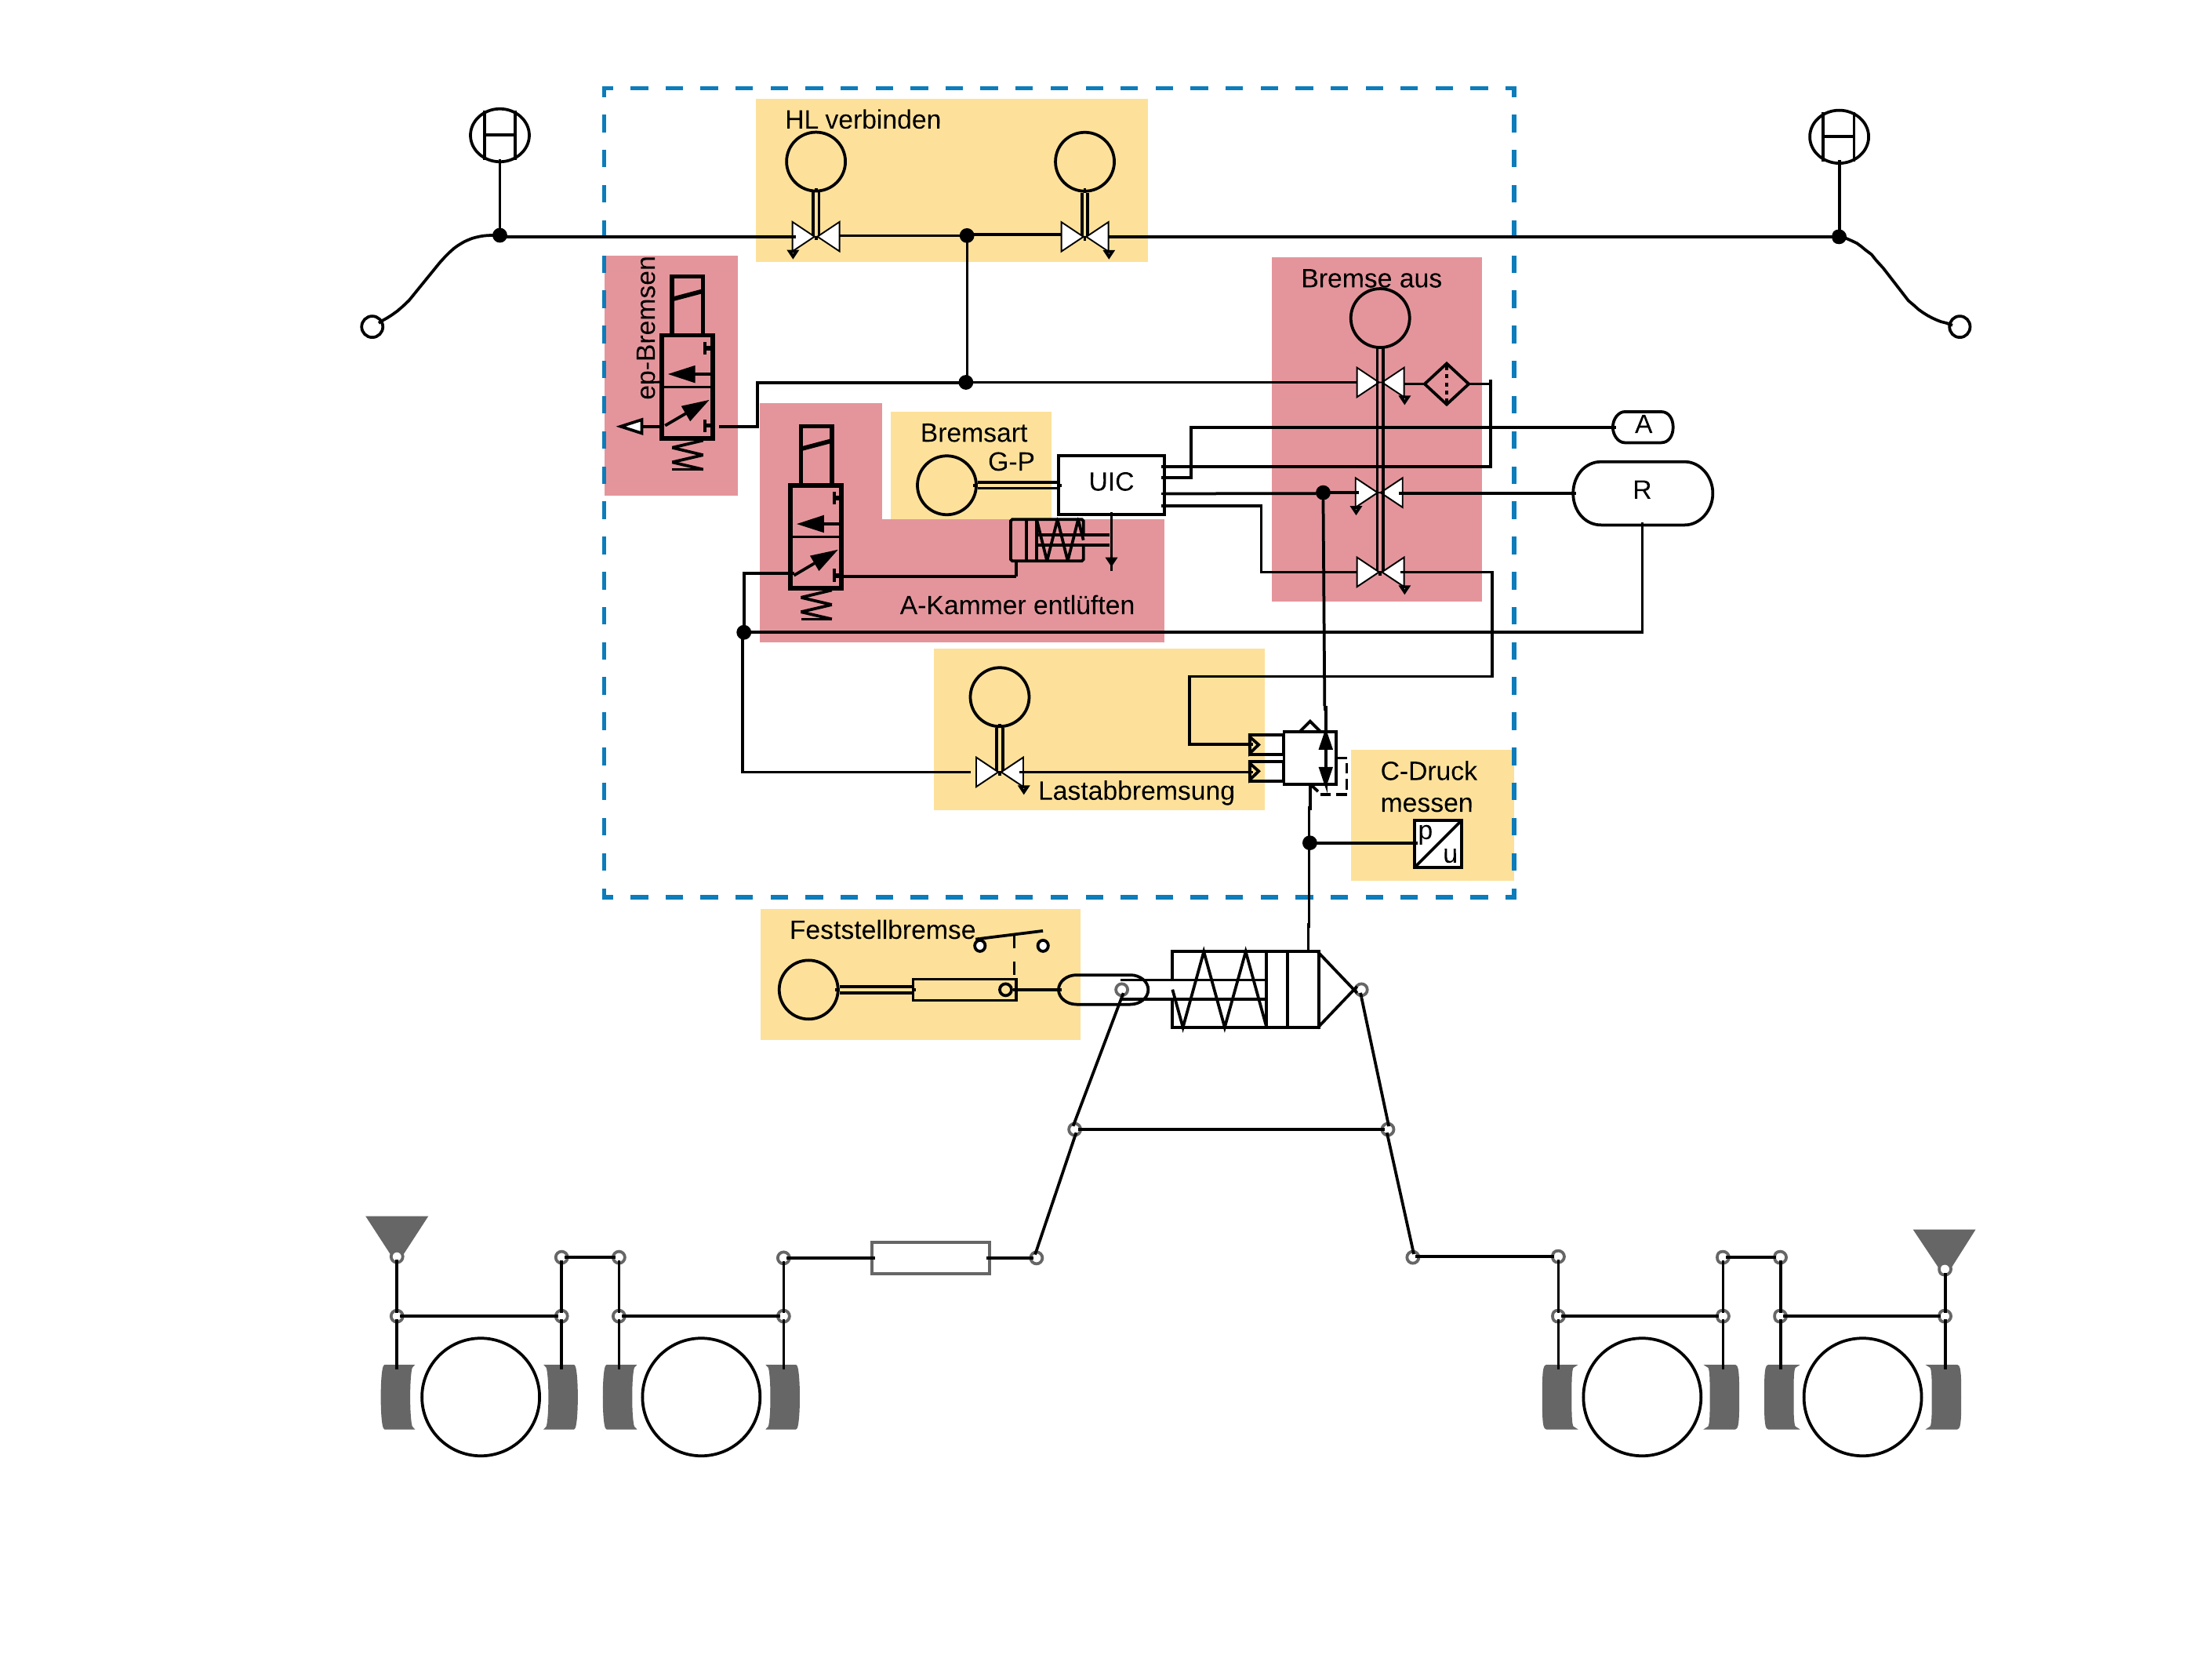 HL verbinden
ep-Bremsen
Bremse aus
Bremsart
G-P
UIC
A
R
A-Kammer entlüften
Lastabbremsung
C-Druck
messen
p
u
Feststellbremse